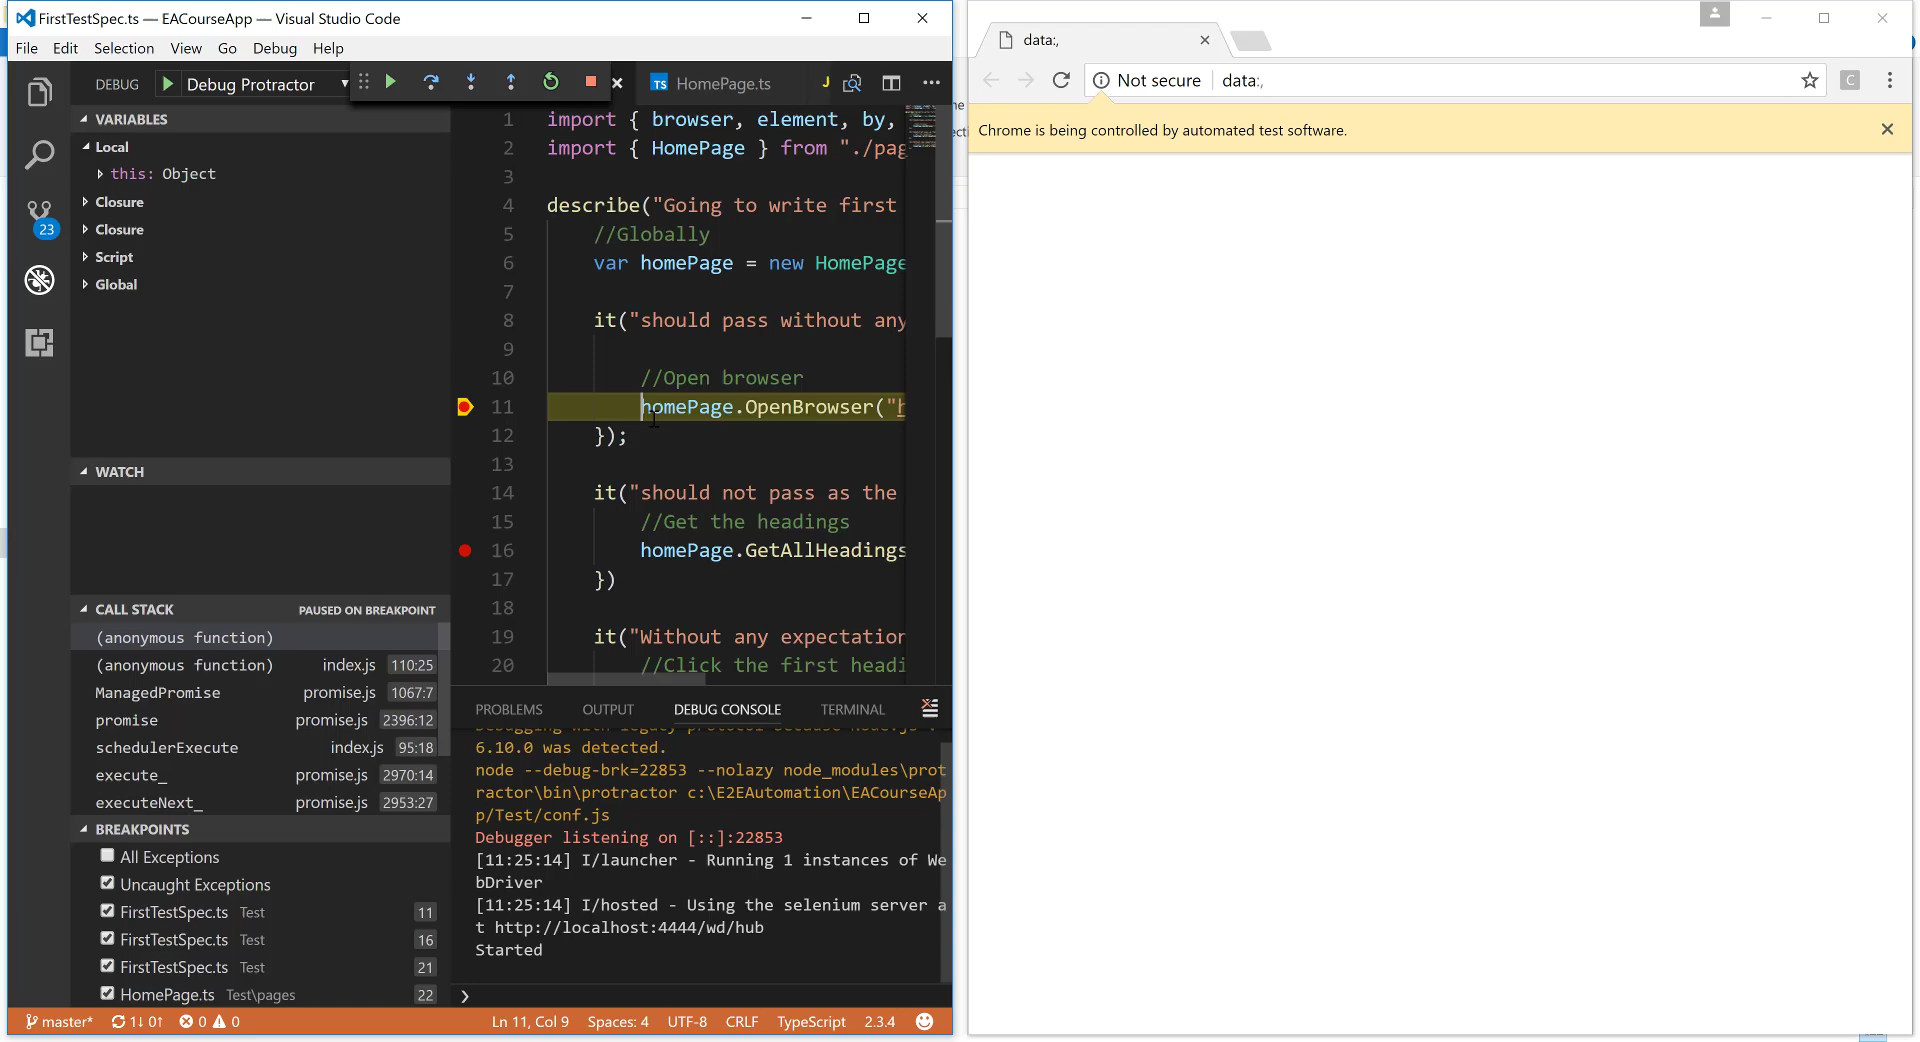 FirstTestSpec.ts — EACourseApp — Visual Studio Code
File Edit Selection View Go Debug Help
DEBUG Debug Protractor
VARIABLES
Local
this: Object
Closure
Closure
Script
Global
23
WATCH
CALL STACK PAUSED ON BREAKPOINT
(anonymous function)
(anonymous function) index.js 110:25
ManagedPromise promise.js 1067:7
promise promise.js 2396:12
schedulerExecute index.js 95:18
execute_ promise.js 2970:14
executeNext_ promise.js 2953:27
BREAKPOINTS
All Exceptions
Uncaught Exceptions
FirstTestSpec.ts Test 11
FirstTestSpec.ts Test 16
FirstTestSpec.ts Test 21
HomePage.ts Test\pages 22
TS HomePage.ts J
1 import { browser, element, by,
2 import { HomePage } from "./pag
3
4 describe("Going to write first
5 //Globally
6 var homePage = new HomePage
7
8 it("should pass without any
9
10 //Open browser
11 homePage.OpenBrowser("h
12 });
13
14 it("should not pass as the
15 //Get the headings
16 homePage.GetAllHeadings
17 })
18
19 it("Without any expectation
20 //Click the first headi
PROBLEMS OUTPUT DEBUG CONSOLE TERMINAL
Debugging with legacy protocol because Node.js
6.10.0 was detected.
node --debug-brk=22853 --nolazy node_modules\prot
ractor\bin\protractor c:\E2EAutomation\EACourseAp
p/Test/conf.js
Debugger listening on [::]:22853
[11:25:14] I/launcher - Running 1 instances of We
bDriver
[11:25:14] I/hosted - Using the selenium server a
t http://localhost:4444/wd/hub
Started
master* 1↓ 0↑ 0 0 Ln 11, Col 9 Spaces: 4 UTF-8 CRLF TypeScript 2.3.4
data:,
Not secure data:,
C
Chrome is being controlled by automated test software.